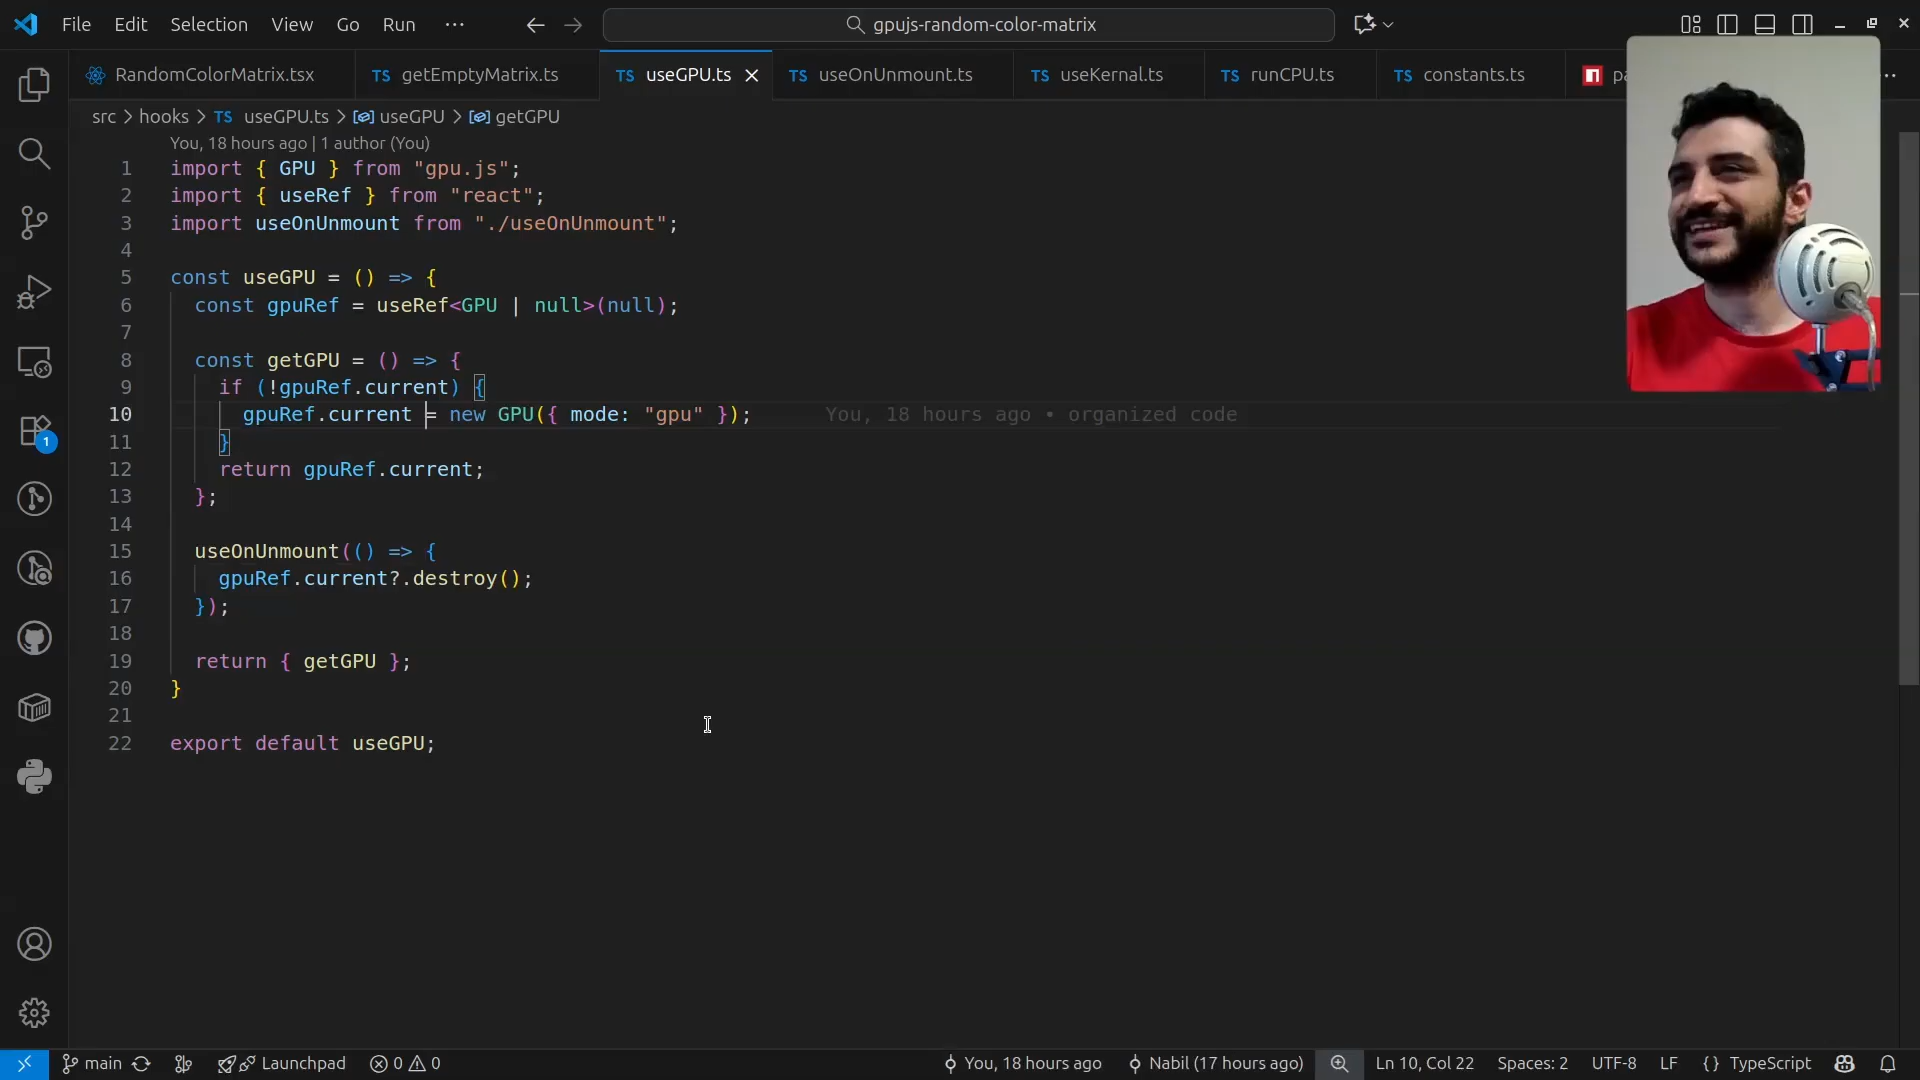 File Edit Selection View Go Run ··· gpujs-random-color-matrix
RandomColorMatrix.tsx TS getEmptyMatrix.ts TS useGPU.ts TS useOnUnmount.ts TS useKernal.ts TS runCPU.ts TS constants.ts
src > hooks > TS useGPU.ts > useGPU > getGPU
You, 18 hours ago | 1 author (You)
1 import { GPU } from "gpu.js";
2 import { useRef } from "react";
3 import useOnUnmount from "./useOnUnmount";
4
5 const useGPU = () => {
6 const gpuRef = useRef<GPU | null>(null);
7
8 const getGPU = () => {
9 if (!gpuRef.current) {
10 gpuRef.current = new GPU({ mode: "gpu" }); You, 18 hours ago • organized code
11 }
12 return gpuRef.current;
13 };
14
15 useOnUnmount(() => {
16 gpuRef.current?.destroy();
17 });
18
19 return { getGPU };
20 }
21
22 export default useGPU;
1
main Launchpad 0 0 You, 18 hours ago Nabil (17 hours ago) Ln 10, Col 22 Spaces: 2 UTF-8 LF {} TypeScript